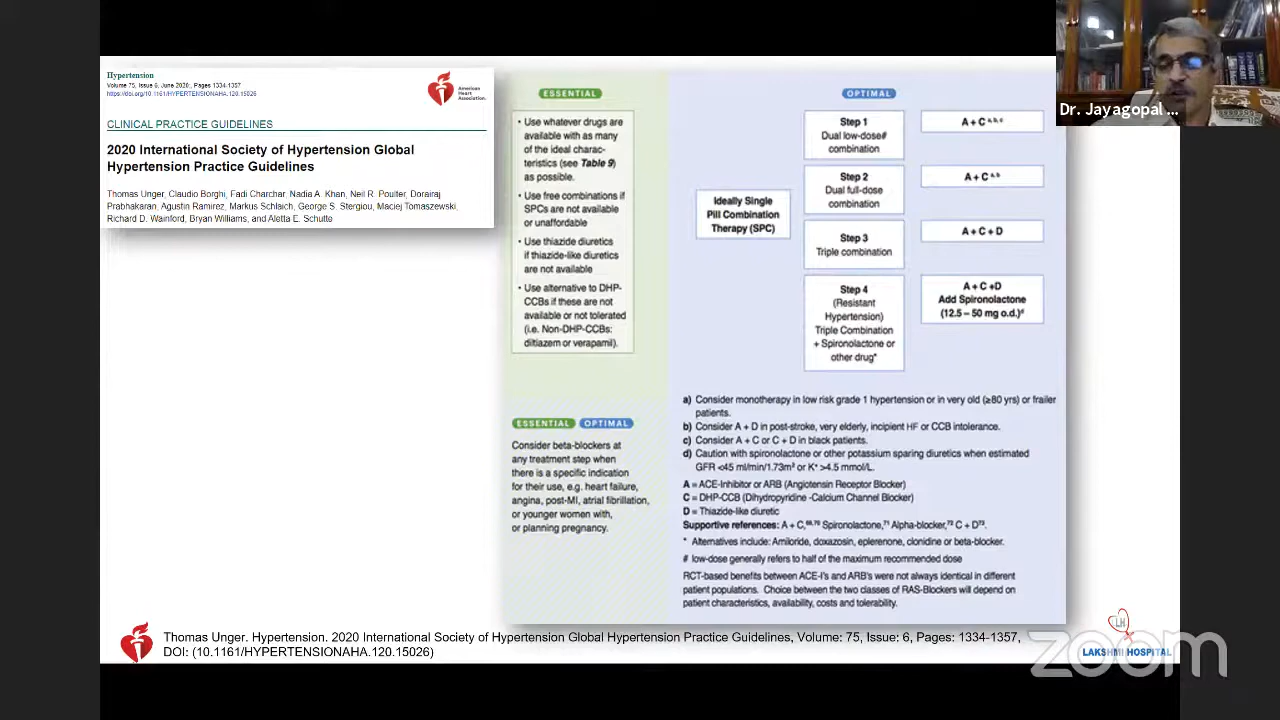 Hypertension
Volume 75, Issue 6, June 2020;, Pages 1334-1357
https://doi.org/10.1161/HYPERTENSIONAHA.120.15026
American
Heart
Association.
CLINICAL PRACTICE GUIDELINES
2020 International Society of Hypertension Global
Hypertension Practice Guidelines
Thomas Unger, Claudio Borghi, Fadi Charchar, Nadia A. Khan, Neil R. Poulter, Dorairaj
Prabhakaran, Agustin Ramirez, Markus Schlaich, George S. Stergiou, Maciej Tomaszewski,
Richard D. Wainford, Bryan Williams, and Aletta E. Schutte
ESSENTIAL
• Use whatever drugs are
available with as many
of the ideal charac-
teristics (see Table 9)
as possible.
• Use free combinations if
SPCs are not available
or unaffordable
• Use thiazide diuretics
if thiazide-like diuretics
are not available
• Use alternative to DHP-
CCBs if these are not
available or not tolerated
(i.e. Non-DHP-CCBs:
diltiazem or verapamil).
ESSENTIAL OPTIMAL
Consider beta-blockers at
any treatment step when
there is a specific indication
for their use, e.g. heart failure,
angina, post-MI, atrial fibrillation,
or younger women with,
or planning pregnancy.
OPTIMAL
Ideally Single
Pill Combination
Therapy (SPC)
Step 1
Dual low-dose#
combination
A + C a, b, c
Step 2
Dual full-dose
combination
A + C a, b
Step 3
Triple combination
A + C + D
Step 4
(Resistant
Hypertension)
Triple Combination
+ Spironolactone or
other drug*
A + C +D
Add Spironolactone
(12.5 – 50 mg o.d.)d
a) Consider monotherapy in low risk grade 1 hypertension or in very old (≥80 yrs) or frailer
patients.
b) Consider A + D in post-stroke, very elderly, incipient HF or CCB intolerance.
c) Consider A + C or C + D in black patients.
d) Caution with spironolactone or other potassium sparing diuretics when estimated
GFR <45 ml/min/1.73m² or K⁺ >4.5 mmol/L.
A = ACE-Inhibitor or ARB (Angiotensin Receptor Blocker)
C = DHP-CCB (Dihydropyridine -Calcium Channel Blocker)
D = Thiazide-like diuretic
Supportive references: A + C,69,70 Spironolactone,71 Alpha-blocker,72 C + D73.
* Alternatives include: Amiloride, doxazosin, eplerenone, clonidine or beta-blocker.
# low-dose generally refers to half of the maximum recommended dose
RCT-based benefits between ACE-I's and ARB's were not always identical in different
patient populations. Choice between the two classes of RAS-Blockers will depend on
patient characteristics, availability, costs and tolerability.
Thomas Unger. Hypertension. 2020 International Society of Hypertension Global Hypertension Practice Guidelines, Volume: 75, Issue: 6, Pages: 1334-1357,
DOI: (10.1161/HYPERTENSIONAHA.120.15026)
LH
LAKSHMI HOSPITAL
zoom
Dr. Jayagopal ...